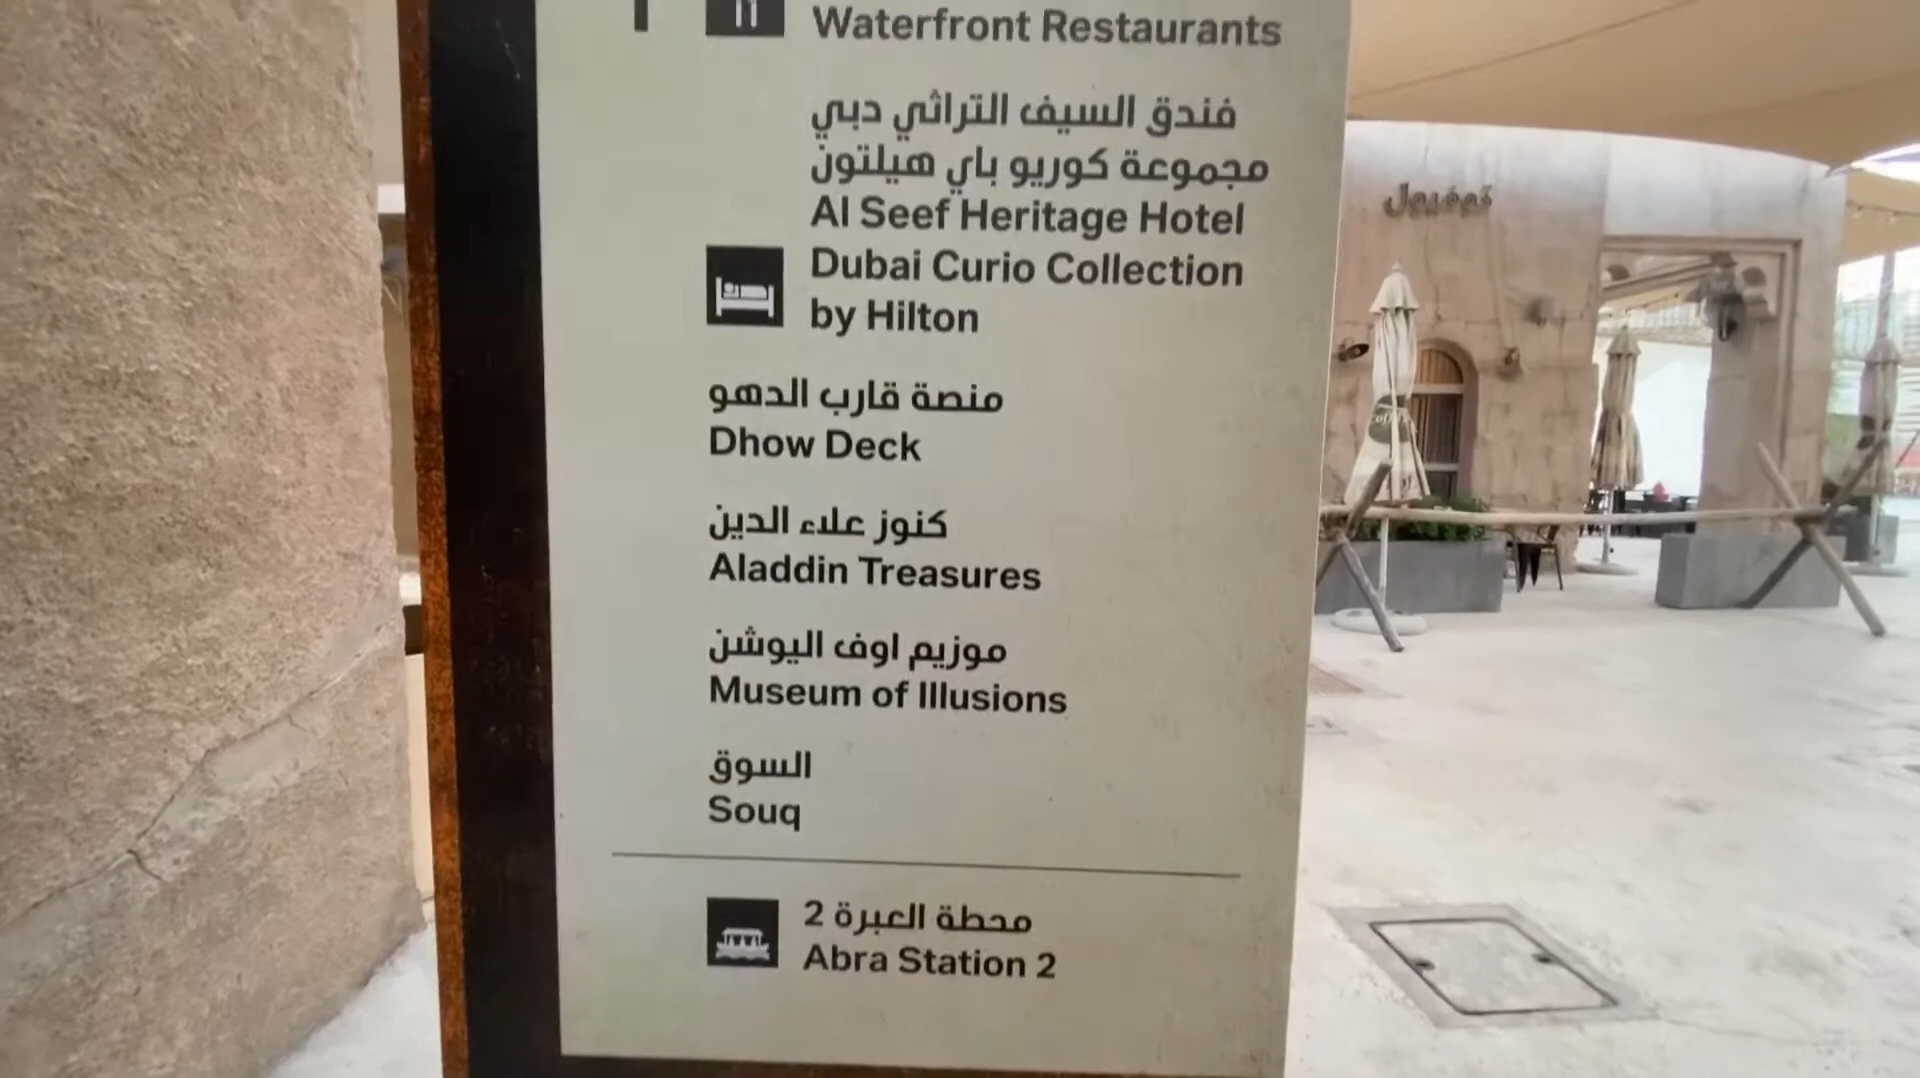 Waterfront Restaurants
فندق السيف التراثي دبي
مجموعة كوريو باي هيلتون
Al Seef Heritage Hotel
Dubai Curio Collection
by Hilton
منصة قارب الدهو
Dhow Deck
كنوز علاء الدين
Aladdin Treasures
موزيم اوف اليوشن
Museum of Illusions
السوق
Souq
محطة العبرة 2
Abra Station 2